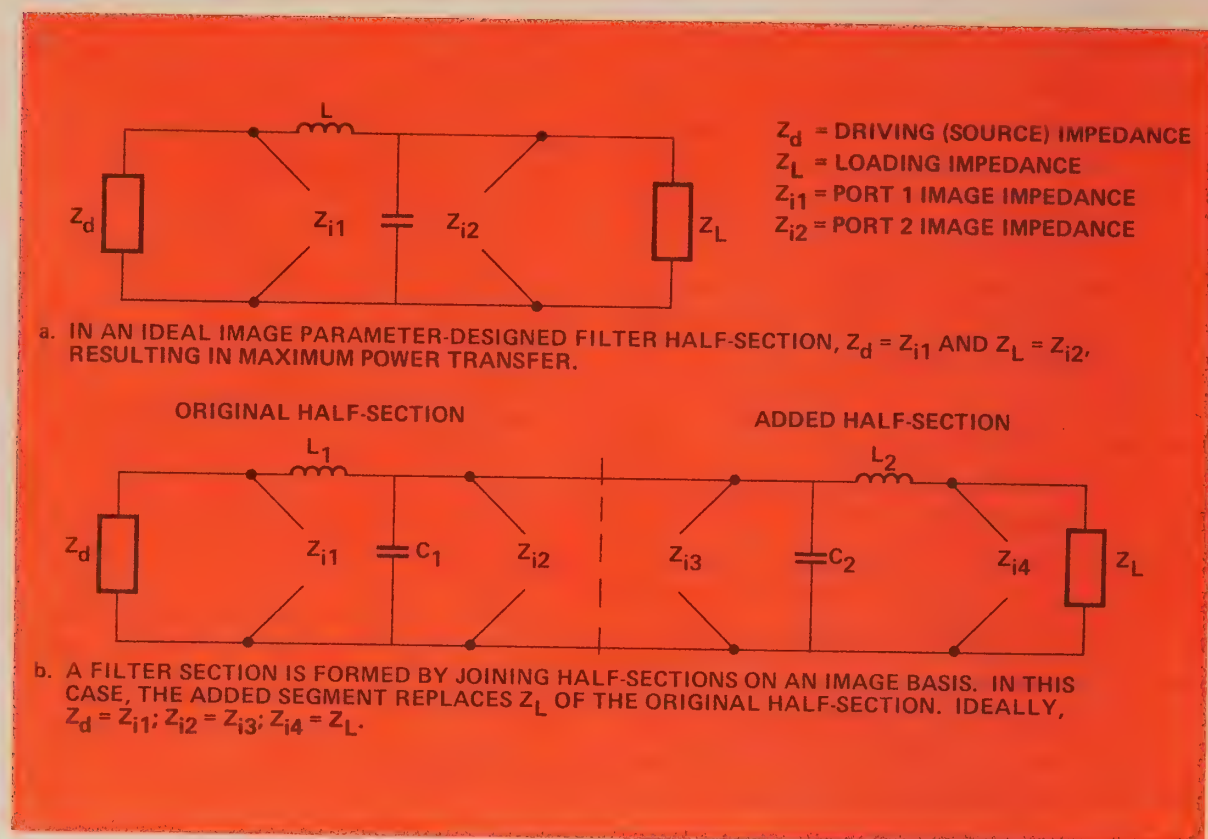 L
Z_d
Z_i1
Z_i2
Z_L
Z_d = DRIVING (SOURCE) IMPEDANCE
Z_L = LOADING IMPEDANCE
Z_i1 = PORT 1 IMAGE IMPEDANCE
Z_i2 = PORT 2 IMAGE IMPEDANCE
a. IN AN IDEAL IMAGE PARAMETER-DESIGNED FILTER HALF-SECTION, Z_d = Z_i1 AND Z_L = Z_i2,
RESULTING IN MAXIMUM POWER TRANSFER.
ORIGINAL HALF-SECTION
ADDED HALF-SECTION
L_1
L_2
Z_d
Z_i1
C_1
Z_i2
Z_i3
C_2
Z_i4
Z_L
b. A FILTER SECTION IS FORMED BY JOINING HALF-SECTIONS ON AN IMAGE BASIS. IN THIS
CASE, THE ADDED SEGMENT REPLACES Z_L OF THE ORIGINAL HALF-SECTION. IDEALLY,
Z_d = Z_i1; Z_i2 = Z_i3; Z_i4 = Z_L.